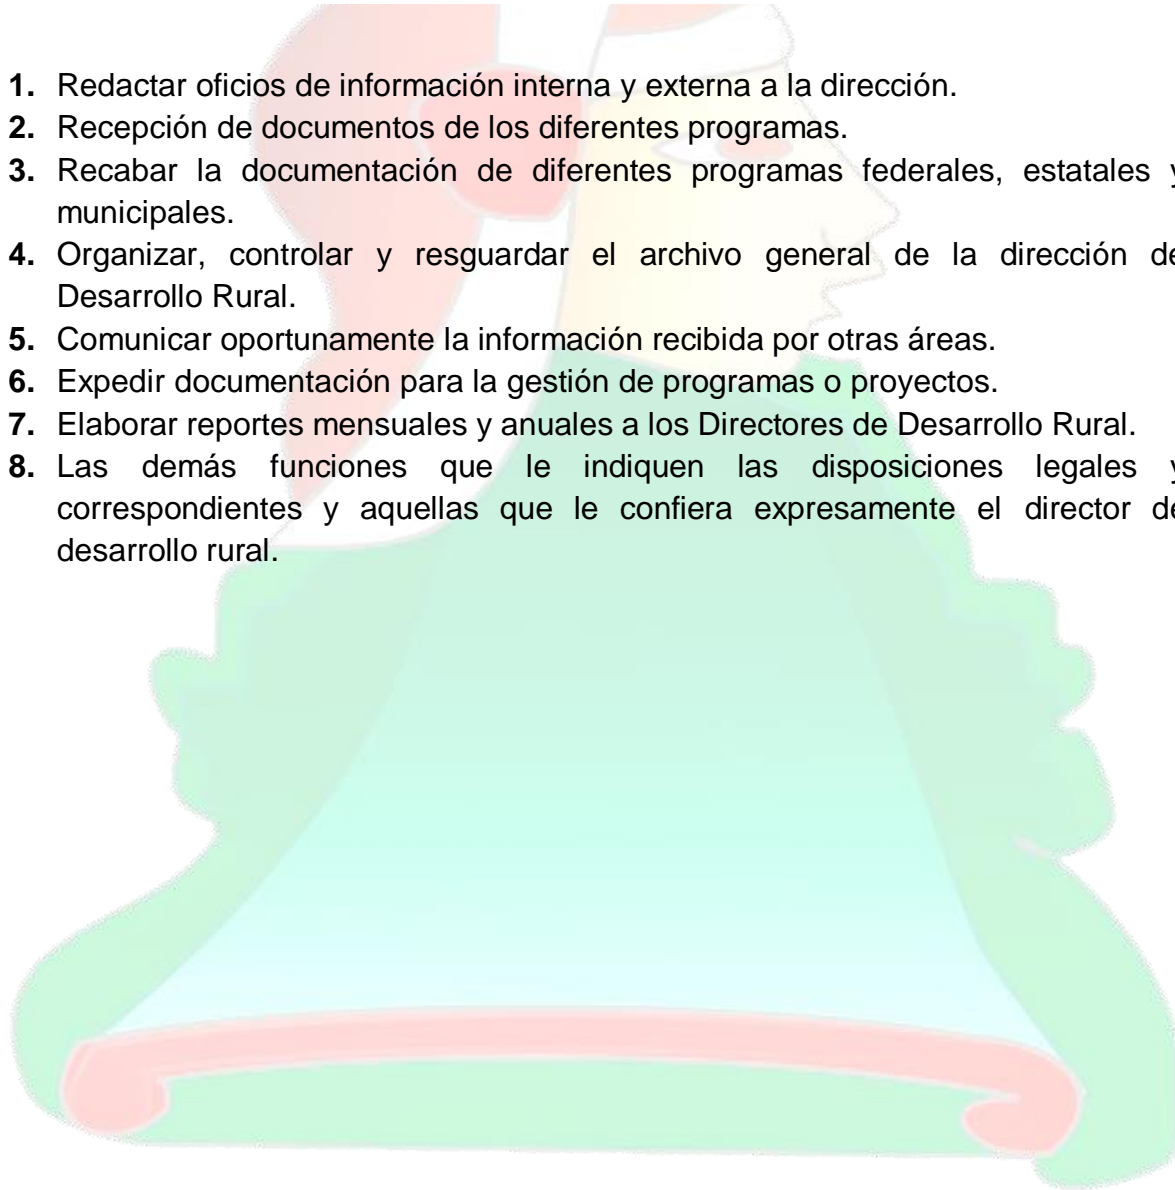 1. Redactar oficios de información interna y externa a la dirección.
2. Recepción de documentos de los diferentes programas.
3. Recabar la documentación de diferentes programas federales, estatales y
municipales.
4. Organizar, controlar y resguardar el archivo general de la dirección de
Desarrollo Rural.
5. Comunicar oportunamente la información recibida por otras áreas.
6. Expedir documentación para la gestión de programas o proyectos.
7. Elaborar reportes mensuales y anuales a los Directores de Desarrollo Rural.
8. Las demás funciones que le indiquen las disposiciones legales y
correspondientes y aquellas que le confiera expresamente el director de
desarrollo rural.